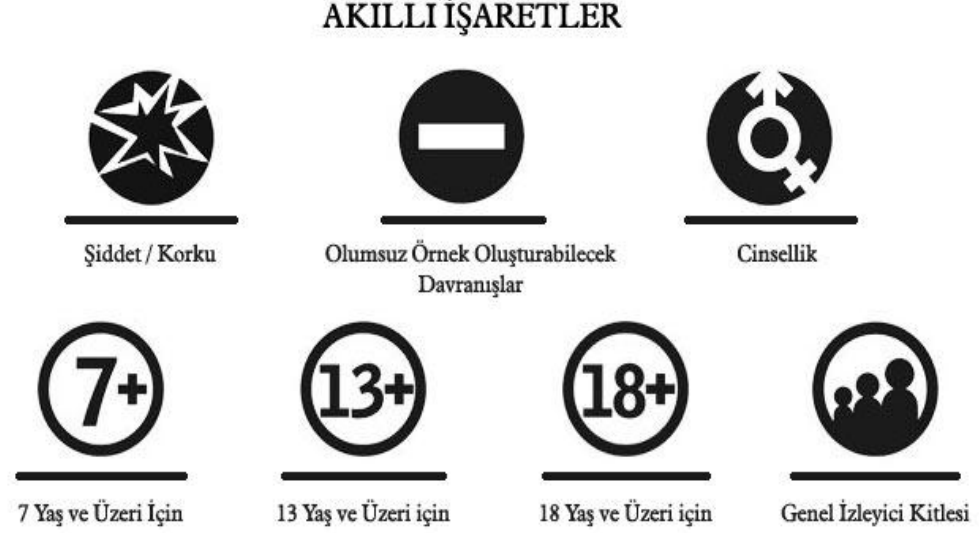 AKILLI İŞARETLER
Şiddet / Korku
Olumsuz Örnek Oluşturabilecek
Davranışlar
Cinsellik
7+
13+
18+
7 Yaş ve Üzeri İçin
13 Yaş ve Üzeri için
18 Yaş ve Üzeri için
Genel İzleyici Kitlesi